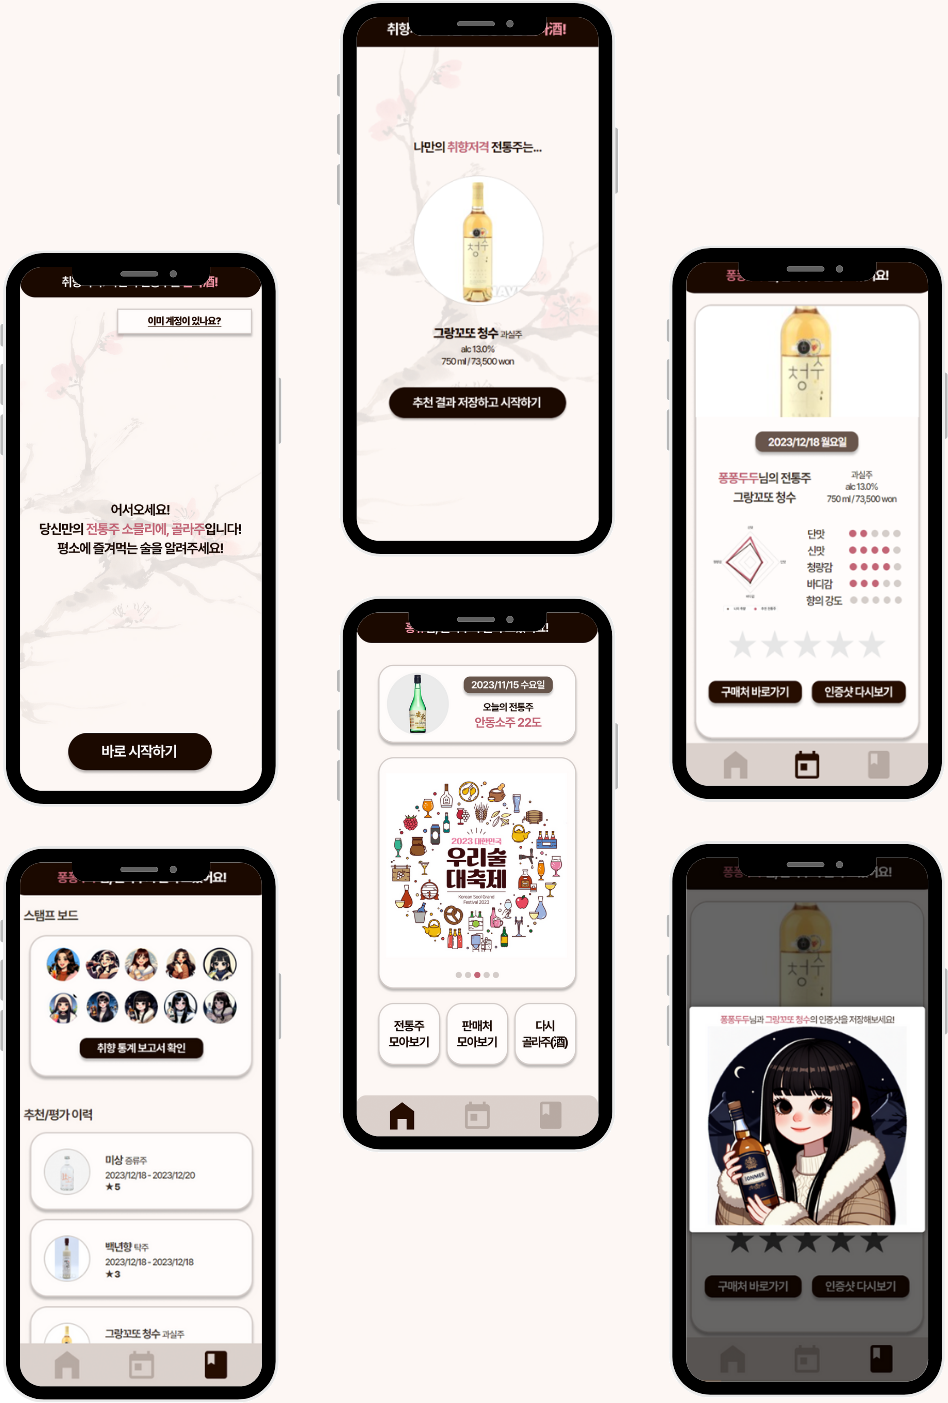 어서오세요!
당신만의 전통주 소믈리에, 골라주입니다!
평소에 즐겨먹는 술을 알려주세요!
이미 계정이 있나요?
바로 시작하기
스탬프 보드
취향 통계 보고서 확인
추천/평가 이력
미상 증류주
2023/12/18 - 2023/12/20
★5
백년향 탁주
2023/12/18 - 2023/12/18
★3
그랑꼬또 청수 과실주
나만의 취향저격 전통주는...
청수
그랑꼬또 청수 과실주
alc 13.0%
750 ml / 73,500 won
추천 결과 저장하고 시작하기
2023/11/15 수요일
오늘의 전통주
안동소주 22도
2023 대한민국
우리술
대축제
Korean Sool Grand
Festival 2023
전통주
모아보기
판매처
모아보기
다시
골라주(酒)
청수
2023/12/18 월요일
퐁퐁두두님의 전통주
그랑꼬또 청수
과실주
alc 13.0%
750 ml / 73,500 won
단맛
신맛
청량감
바디감
향의 강도
구매처 바로가기
인증샷 다시보기
청수
퐁퐁두두님과 그랑꼬또 청수의 인증샷을 저장해보세요!
구매처 바로가기
인증샷 다시보기